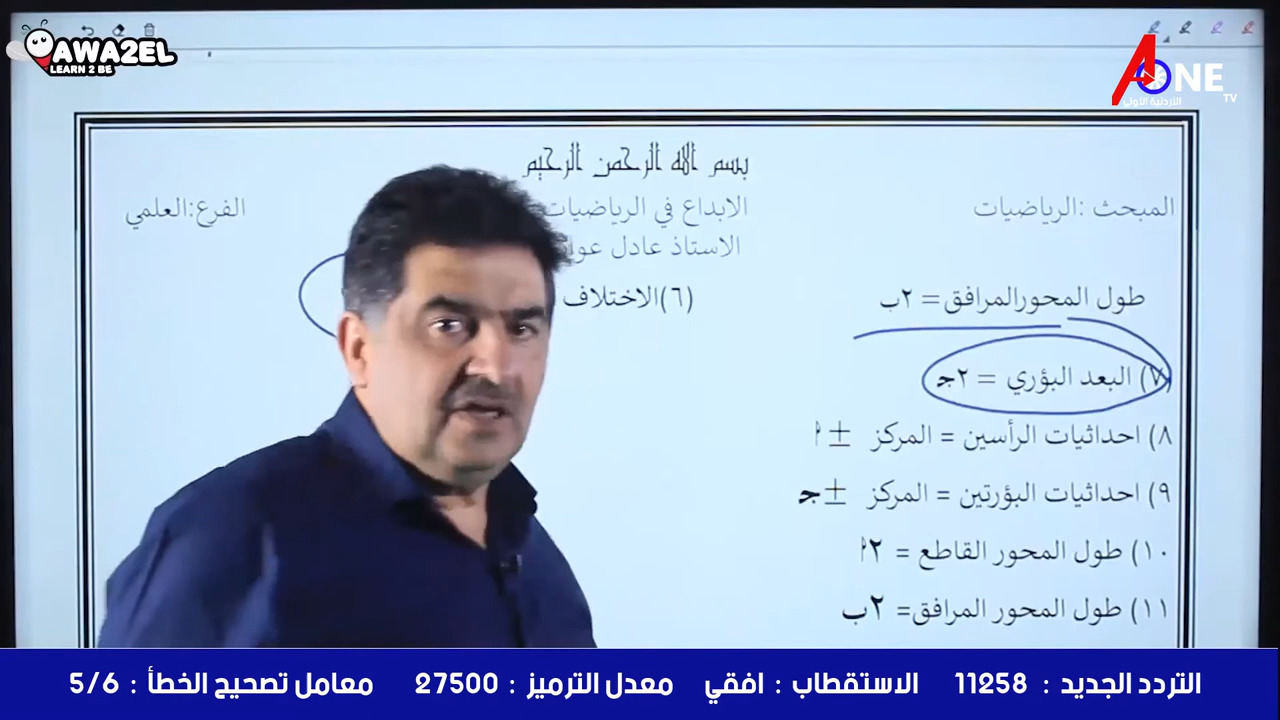 AWA2EL
LEARN 2 BE
A ONE TV
الاردنية الاولى
بسم الله الرحمن الرحيم
المبحث :الرياضيات
الابداع في الرياضيات
الفرع:العلمي
الاستاذ عادل
طول المحورالمرافق= ٢ب
٦)الاختلاف
٧) البعد البؤري = ٢جـ
٨) احداثيات الرأسين = المركز ± أ
٩) احداثيات البؤرتين = المركز ± جـ
١٠) طول المحور القاطع = ٢أ
١١) طول المحور المرافق= ٢ب
التردد الجديد : 11258 الاستقطاب : افقي معدل الترميز : 27500 معامل تصحيح الخطأ : 5/6